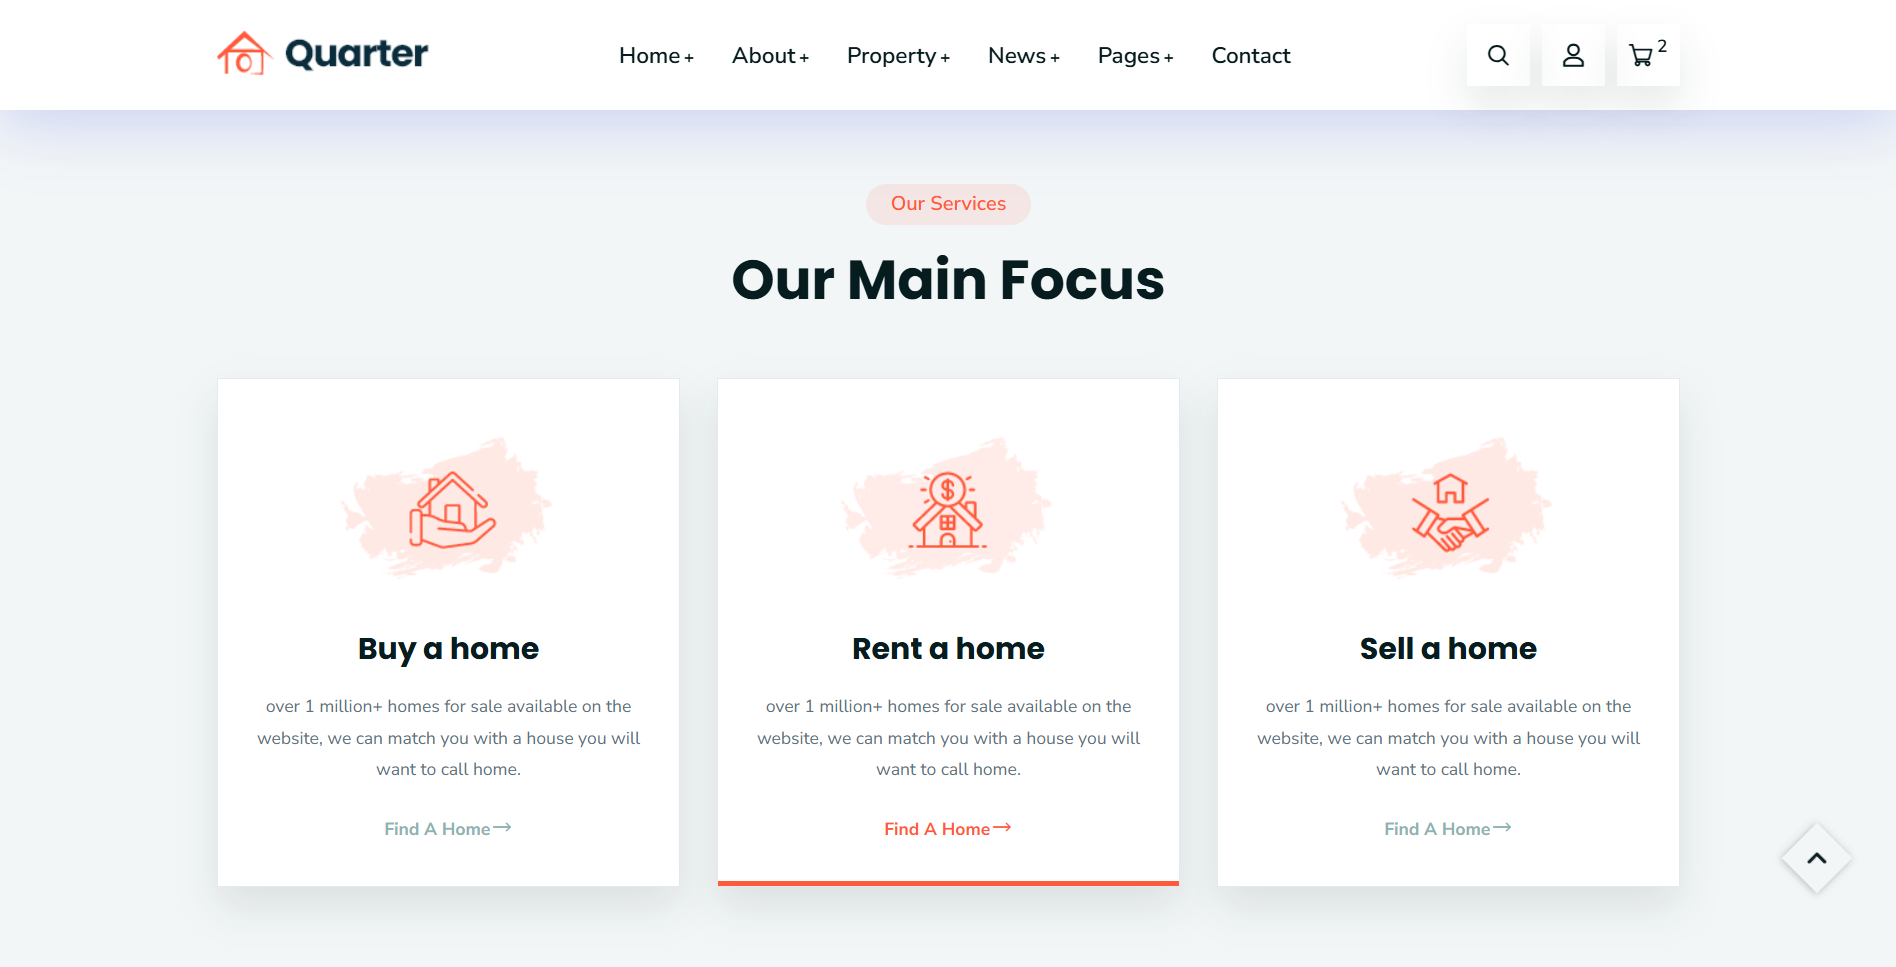 Quarter
Home + About + Property + News + Pages + Contact
2
Our Services
Our Main Focus
Buy a home
over 1 million+ homes for sale available on the
website, we can match you with a house you will
want to call home.
Find A Home→
Rent a home
over 1 million+ homes for sale available on the
website, we can match you with a house you will
want to call home.
Find A Home→
Sell a home
over 1 million+ homes for sale available on the
website, we can match you with a house you will
want to call home.
Find A Home→